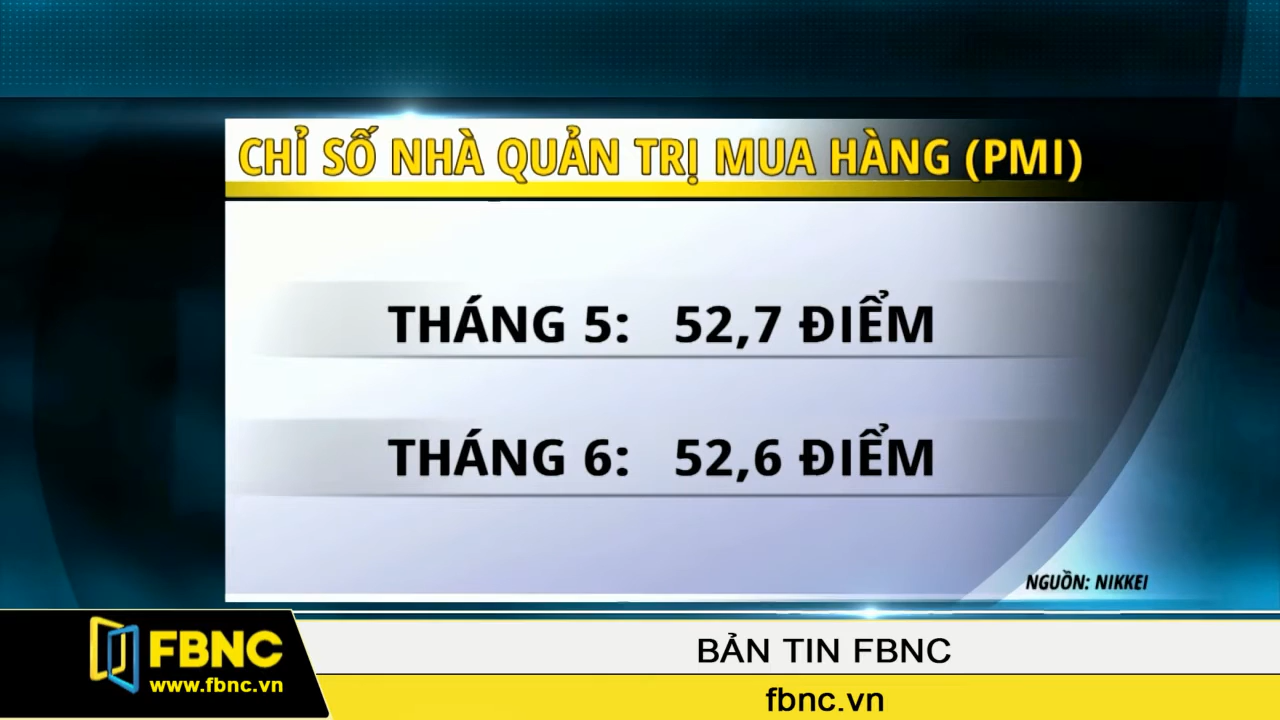 CHỈ SỐ NHÀ QUẢN TRỊ MUA HÀNG (PMI)
THÁNG 5: 52,7 ĐIỂM
THÁNG 6: 52,6 ĐIỂM
NGUỒN: NIKKEI
FBNC
www.fbnc.vn
BẢN TIN FBNC
fbnc.vn